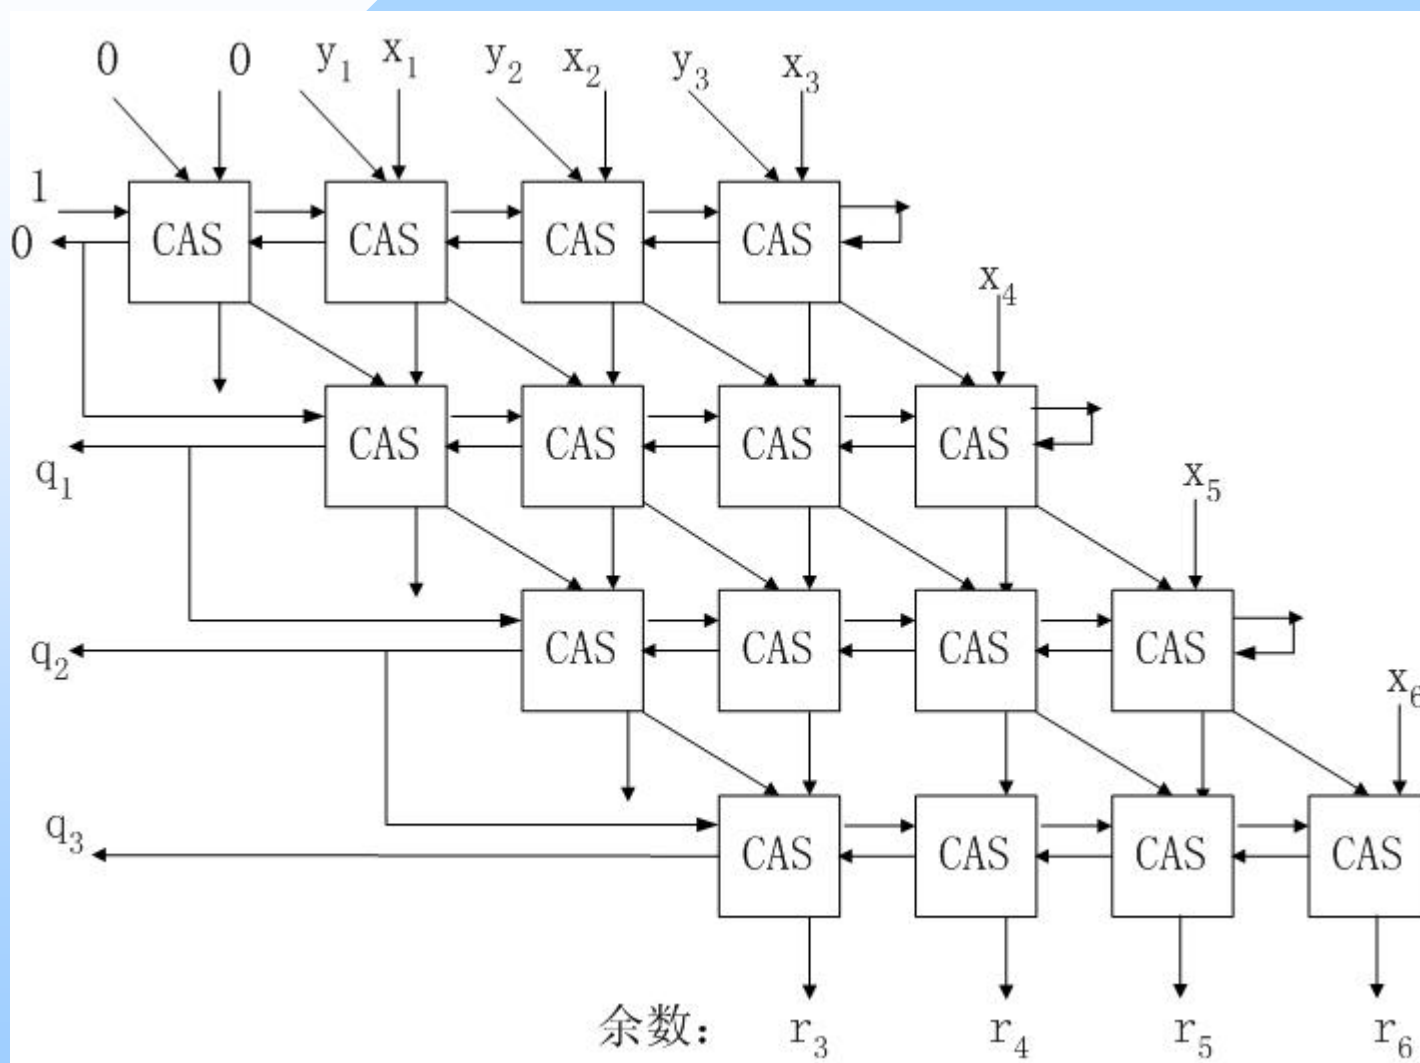 0 0 y₁ x₁ y₂ x₂ y₃ x₃
1
0 CAS CAS CAS CAS
x₄
CAS CAS CAS CAS
q₁
x₅
q₂ CAS CAS CAS CAS
x₆
q₃ CAS CAS CAS CAS
余数: r₃ r₄ r₅ r₆